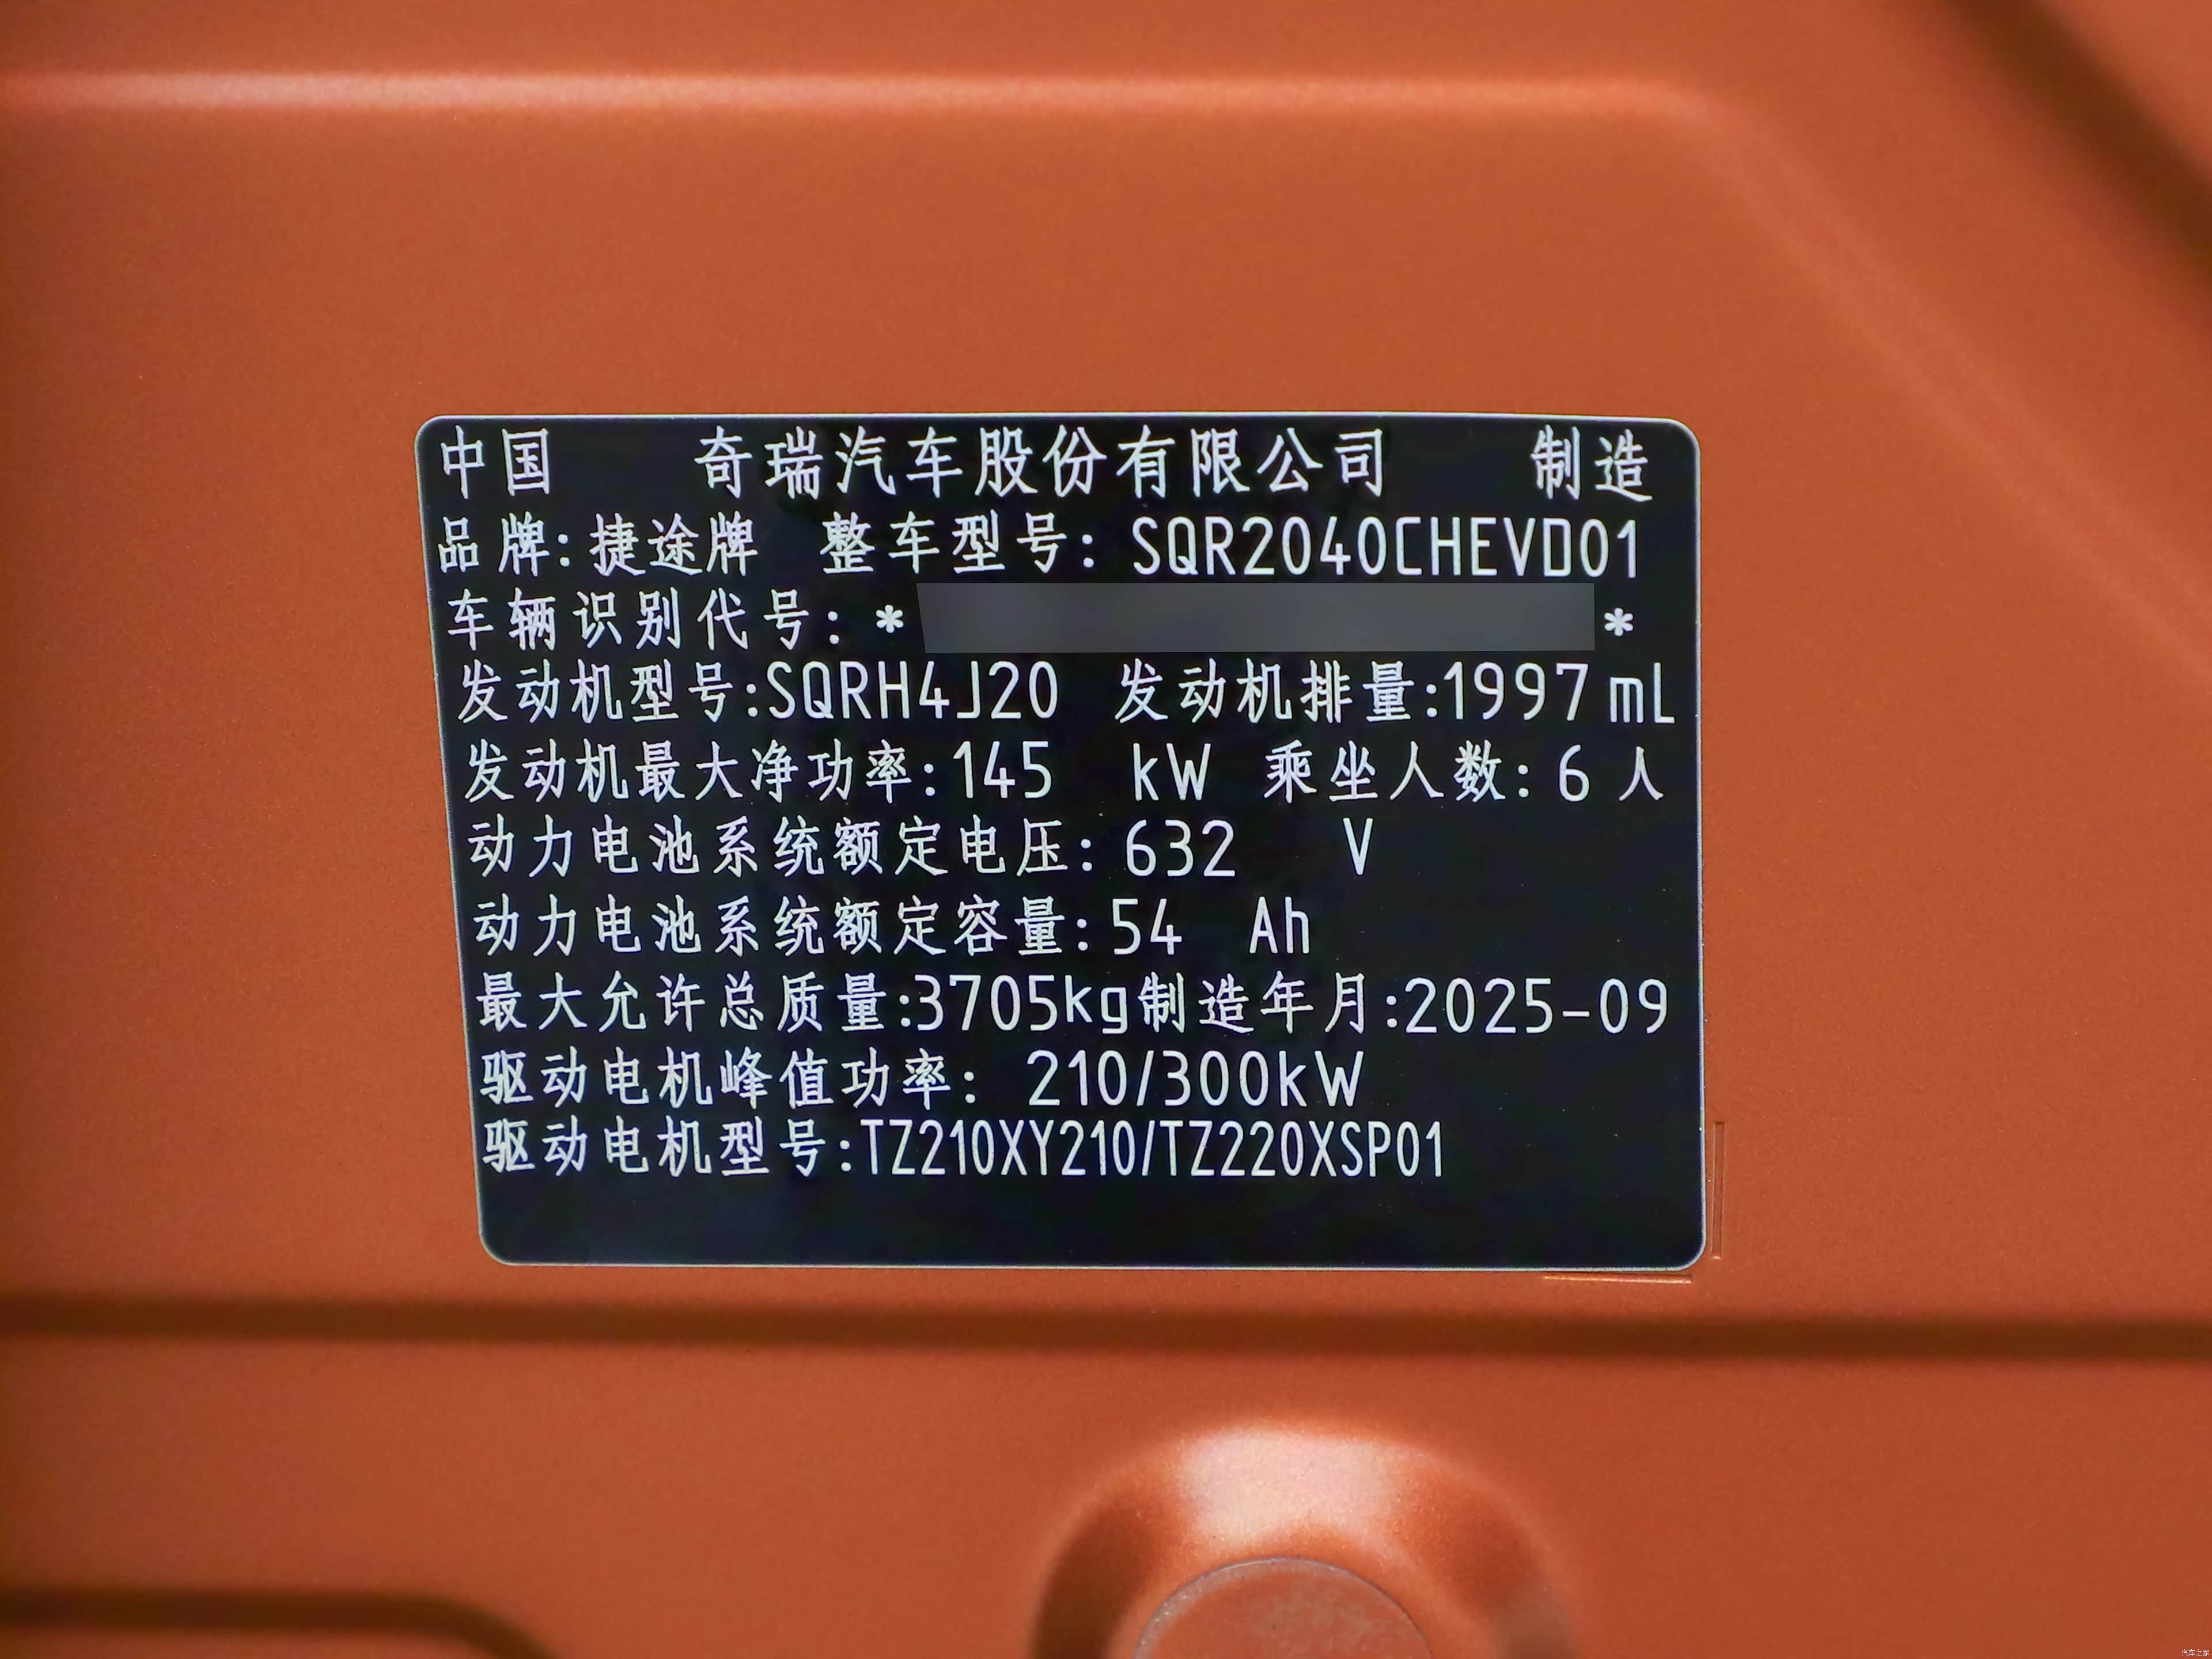 中国 奇瑞汽车股份有限公司 制造
品牌:捷途牌 整车型号: SQR2040CHEVD01
车辆识别代号: * *
发动机型号:SQRH4J20 发动机排量:1997 mL
发动机最大净功率:145 kW 乘坐人数: 6 人
动力电池系统额定电压: 632 V
动力电池系统额定容量: 54 Ah
最大允许总质量:3705kg制造年月:2025-09
驱动电机峰值功率: 210/300kW
驱动电机型号:TZ210XY210/TZ220XSP01
汽车之家